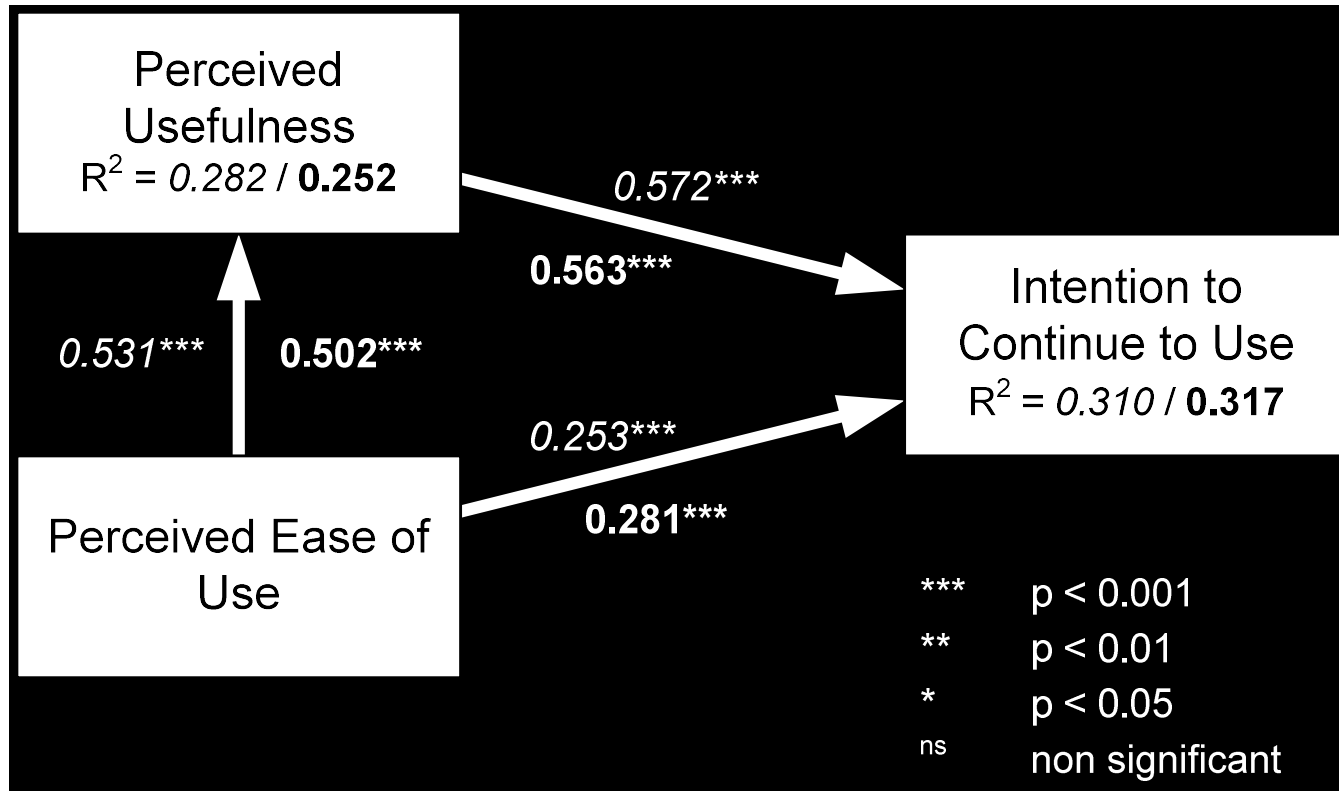 Perceived
Usefulness
R² = 0.282 / 0.252
0.572***
0.563***
Intention to
Continue to Use
R² = 0.310 / 0.317
0.531***
0.502***
0.253***
0.281***
Perceived Ease of
Use
*** p < 0.001
** p < 0.01
* p < 0.05
ns non significant